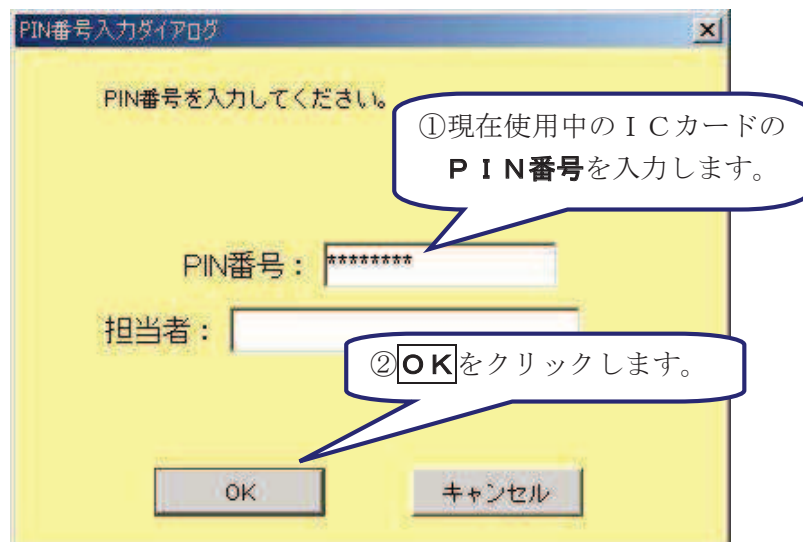 PIN番号入力ダイアログ
PIN番号を入力してください。
①現在使用中のＩＣカードの
ＰＩＮ番号を入力します。
PIN番号： ********
担当者：
②ＯＫをクリックします。
OK
キャンセル